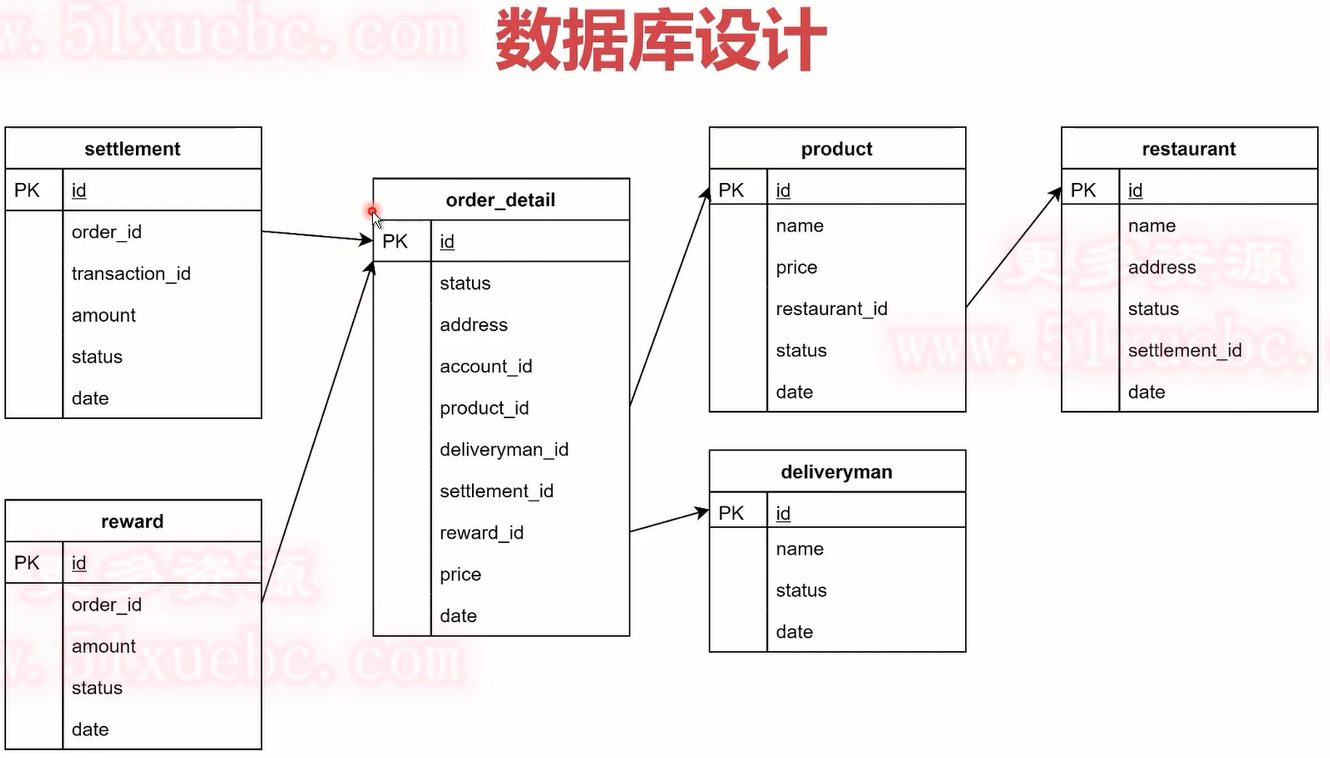 数据库设计
www.51xuebc.com
settlement
PK id
order_id
transaction_id
amount
status
date
order_detail
PK id
status
address
account_id
product_id
deliveryman_id
settlement_id
reward_id
price
date
product
PK id
name
price
restaurant_id
status
date
restaurant
PK id
name
address
status
settlement_id
date
更多资源
www.51xuebc.
deliveryman
PK id
name
status
date
reward
PK id
order_id
amount
status
date
更多资源
w.51xuebc.com